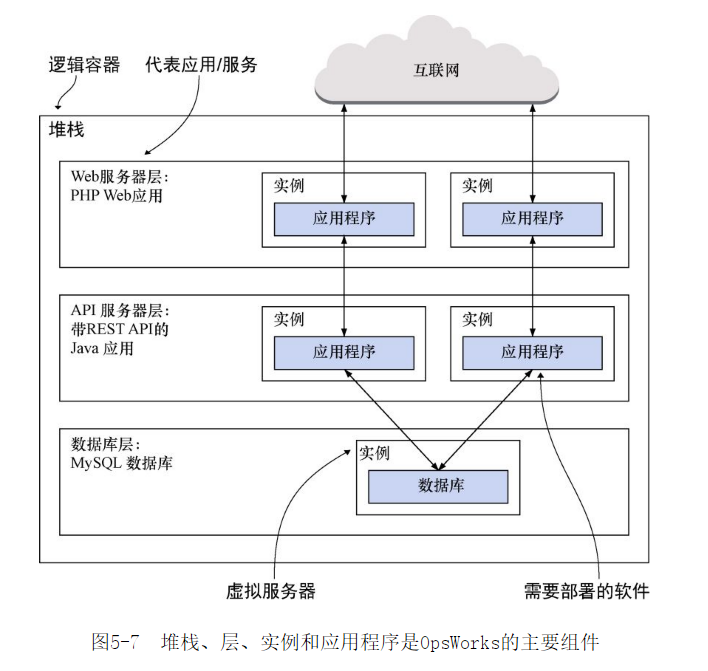 互联网
逻辑容器
代表应用/服务
堆栈
Web服务器层：
PHP Web应用
实例
应用程序
实例
应用程序
API 服务器层：
带REST API的
Java 应用
实例
应用程序
实例
应用程序
数据库层：
MySQL 数据库
实例
数据库
虚拟服务器
需要部署的软件
图5-7 堆栈、层、实例和应用程序是OpsWorks的主要组件